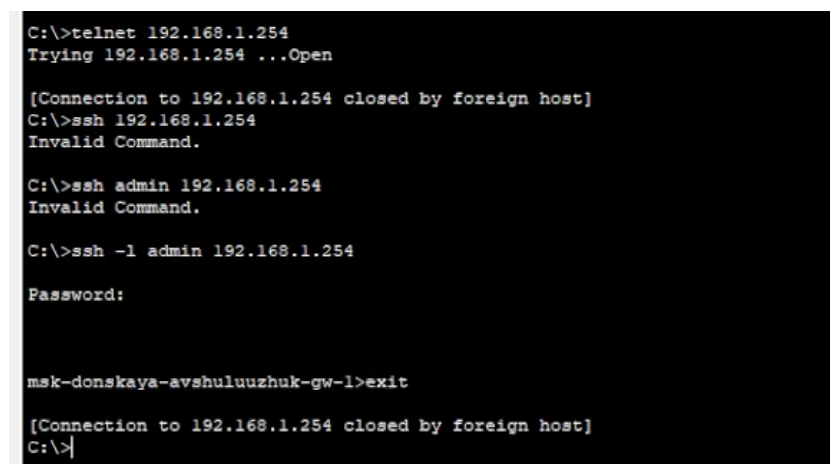 C:\>telnet 192.168.1.254
Trying 192.168.1.254 ...Open
[Connection to 192.168.1.254 closed by foreign host]
C:\>ssh 192.168.1.254
Invalid Command.
C:\>ssh admin 192.168.1.254
Invalid Command.
C:\>ssh -l admin 192.168.1.254
Password:
msk-donskaya-avshuluuzhuk-gw-1>exit
[Connection to 192.168.1.254 closed by foreign host]
C:\>